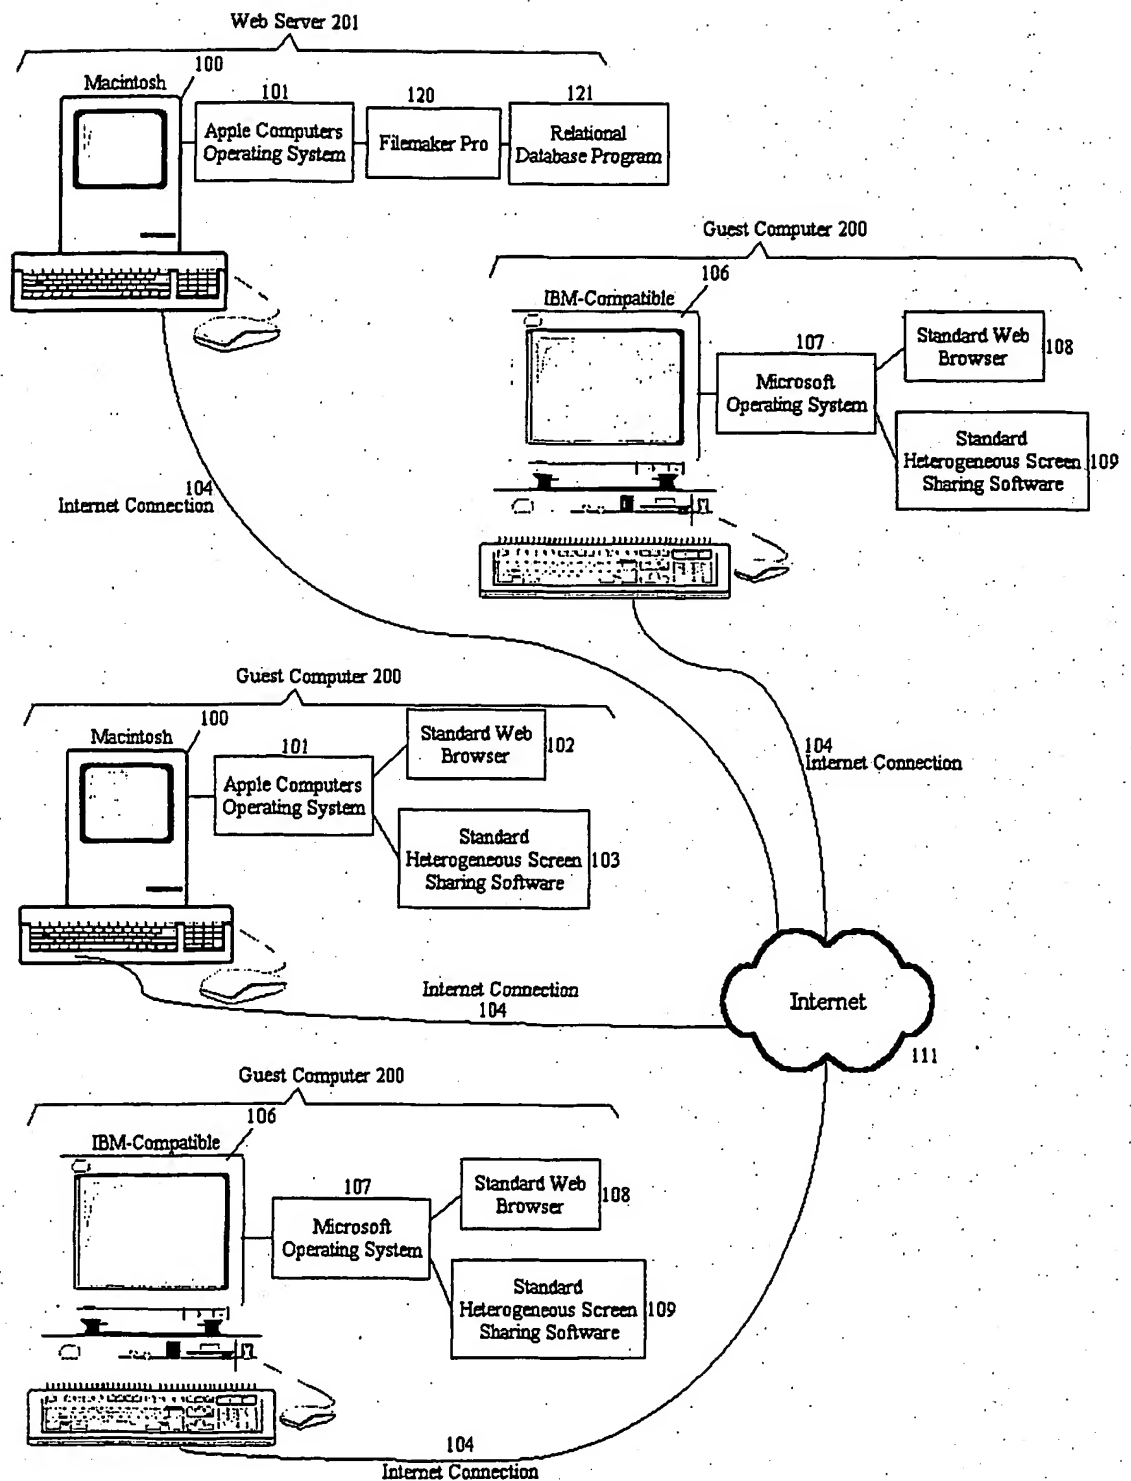 Web Server 201
100
Macintosh
101
120
121
Apple Computers
Operating System
Filemaker Pro
Relational
Database Program
Guest Computer 200
106
IBM-Compatible
107
Microsoft
Operating System
Standard Web
Browser
108
Standard
Heterogeneous Screen
Sharing Software
109
104
Internet Connection
Guest Computer 200
100
Macintosh
101
Apple Computers
Operating System
Standard Web
Browser
102
Standard
Heterogeneous Screen
Sharing Software
103
104
Internet Connection
Internet Connection
104
Internet
111
Guest Computer 200
106
IBM-Compatible
107
Microsoft
Operating System
Standard Web
Browser
108
Standard
Heterogeneous Screen
Sharing Software
109
104
Internet Connection